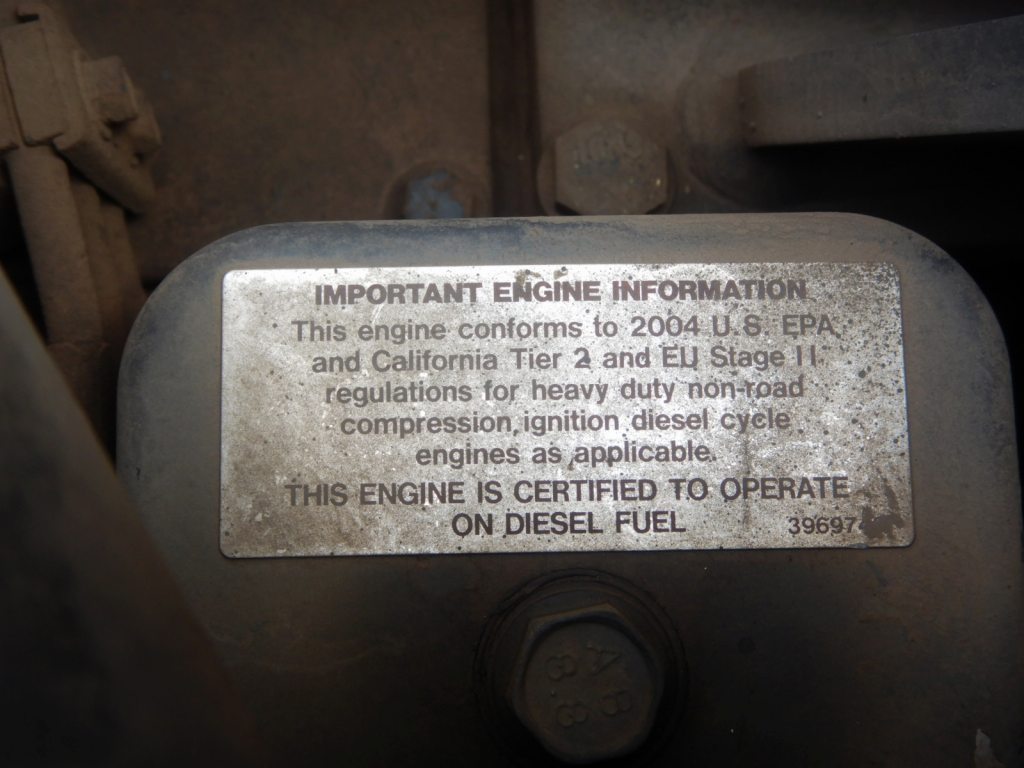 IMPORTANT ENGINE INFORMATION
This engine conforms to 2004 U.S. EPA
and California Tier 2 and EU Stage II
regulations for heavy duty non-road
compression ignition diesel cycle
engines as applicable.
THIS ENGINE IS CERTIFIED TO OPERATE
ON DIESEL FUEL